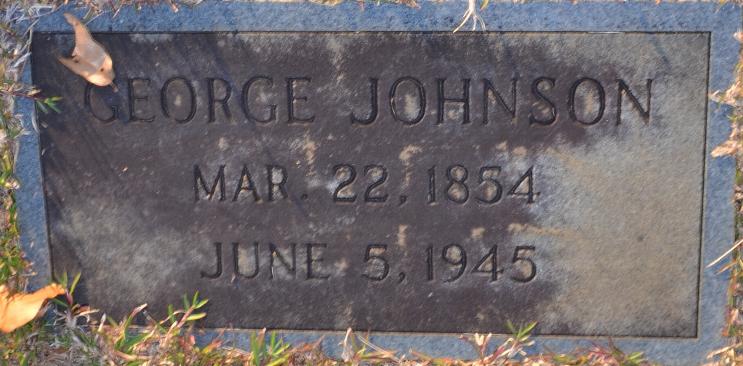 GEORGE JOHNSON
MAR. 22, 1854
JUNE 5, 1945